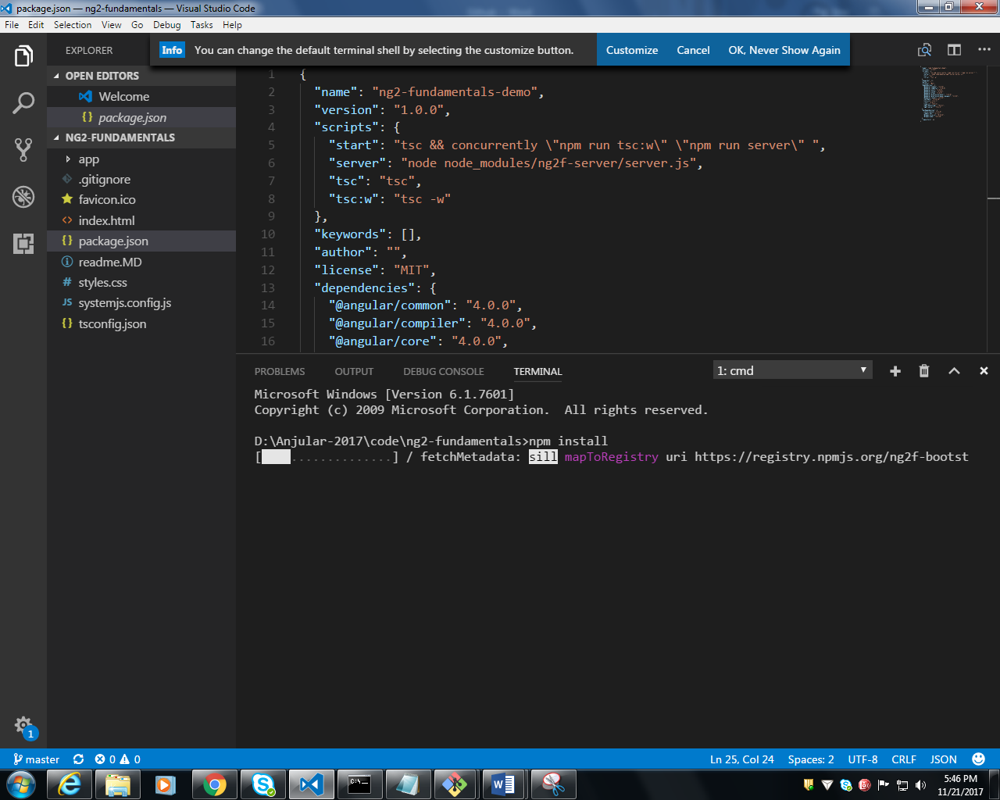 package.json — ng2-fundamentals — Visual Studio Code
File Edit Selection View Go Debug Tasks Help
EXPLORER
Info You can change the default terminal shell by selecting the customize button. Customize Cancel OK, Never Show Again
OPEN EDITORS
Welcome
{} package.json
NG2-FUNDAMENTALS
app
.gitignore
favicon.ico
<> index.html
{} package.json
readme.MD
# styles.css
JS systemjs.config.js
{} tsconfig.json
1 {
2 "name": "ng2-fundamentals-demo",
3 "version": "1.0.0",
4 "scripts": {
5 "start": "tsc && concurrently \"npm run tsc:w\" \"npm run server\" ",
6 "server": "node node_modules/ng2f-server/server.js",
7 "tsc": "tsc",
8 "tsc:w": "tsc -w"
9 },
10 "keywords": [],
11 "author": "",
12 "license": "MIT",
13 "dependencies": {
14 "@angular/common": "4.0.0",
15 "@angular/compiler": "4.0.0",
16 "@angular/core": "4.0.0",
PROBLEMS OUTPUT DEBUG CONSOLE TERMINAL 1: cmd
Microsoft Windows [Version 6.1.7601]
Copyright (c) 2009 Microsoft Corporation.  All rights reserved.
D:\Anjular-2017\code\ng2-fundamentals>npm install
[    ..............] / fetchMetadata: sill mapToRegistry uri https://registry.npmjs.org/ng2f-bootst
1
master 0 0 Ln 25, Col 24 Spaces: 2 UTF-8 CRLF JSON
5:46 PM
11/21/2017